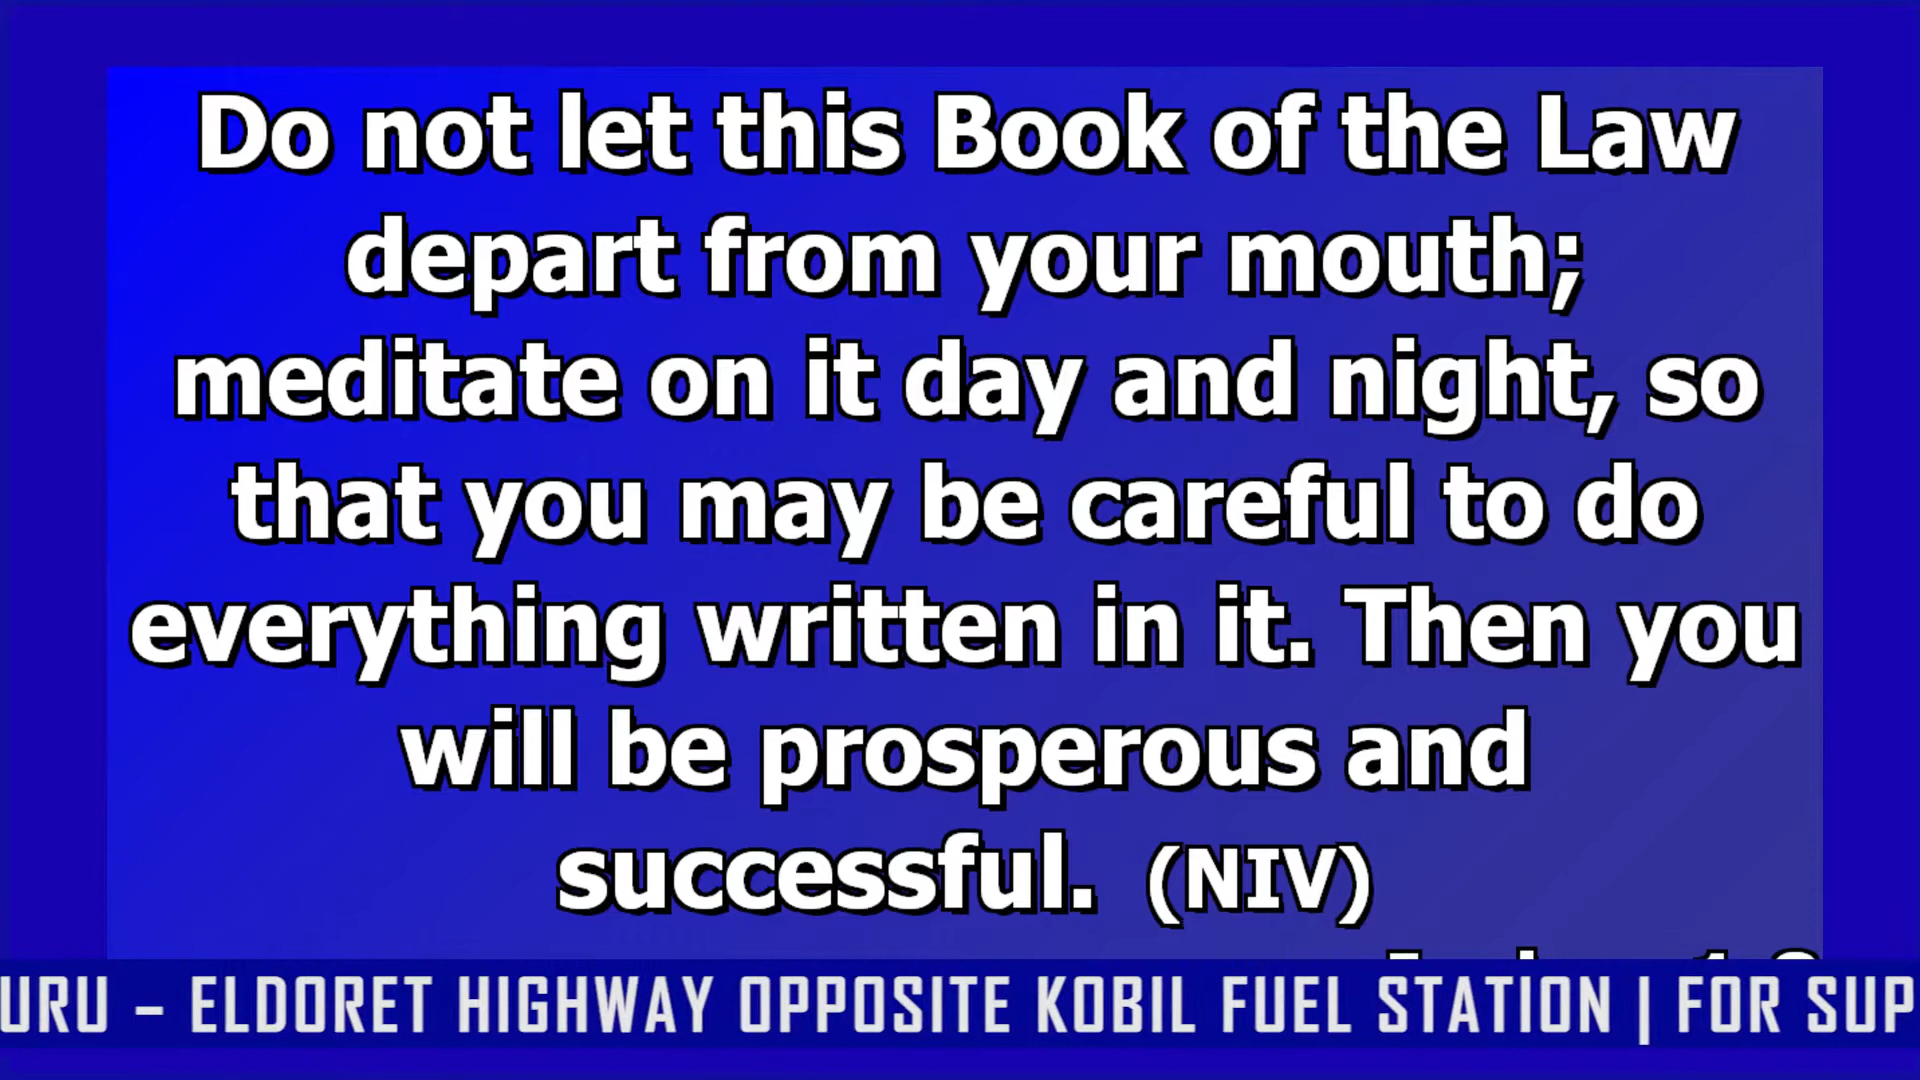 Do not let this Book of the Law
depart from your mouth;
meditate on it day and night, so
that you may be careful to do
everything written in it. Then you
will be prosperous and
successful. (NIV)
URU – ELDORET HIGHWAY OPPOSITE KOBIL FUEL STATION | FOR SUP